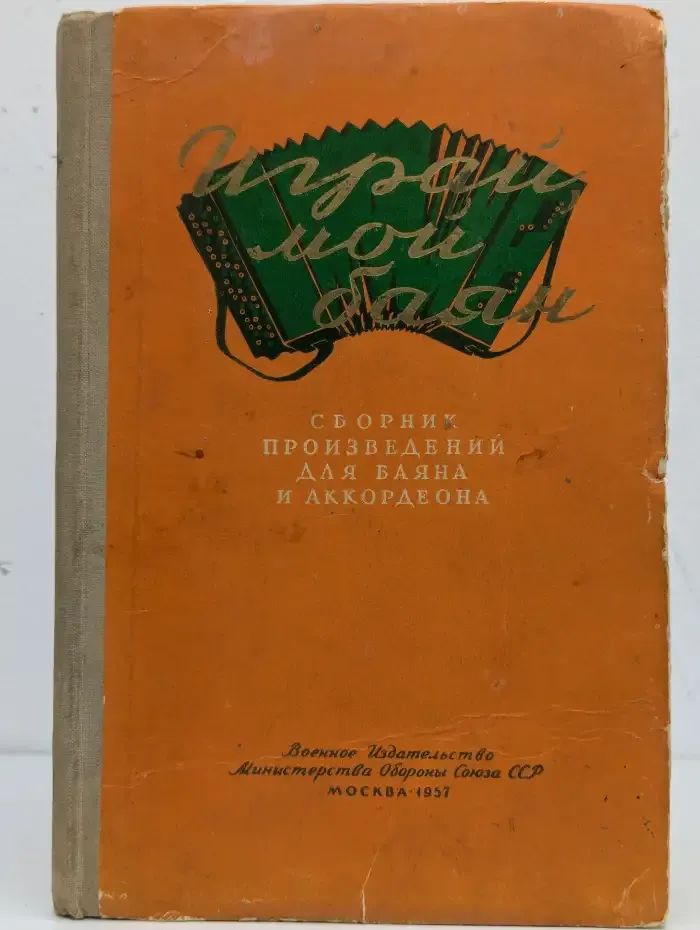 Играй,
мой
баян
СБОРНИК
ПРОИЗВЕДЕНИЙ
ДЛЯ БАЯНА
И АККОРДЕОНА
Военное Издательство
Министерства Обороны Союза ССР
МОСКВА·1957